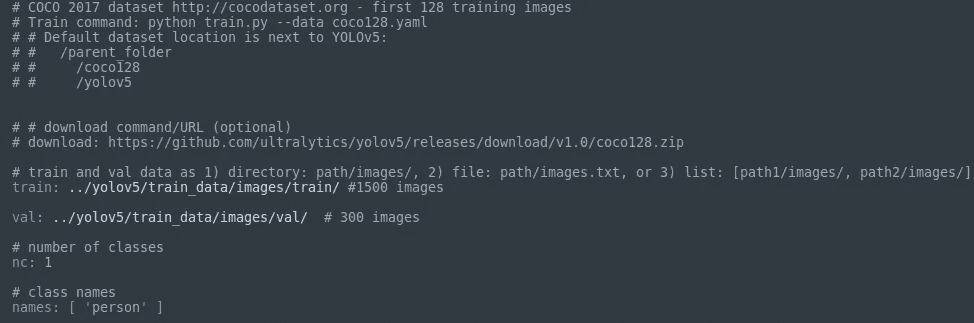 # COCO 2017 dataset http://cocodataset.org - first 128 training images
# Train command: python train.py --data coco128.yaml
# # Default dataset location is next to YOLOv5:
# #   /parent_folder
# #     /coco128
# #     /yolov5
# # download command/URL (optional)
# download: https://github.com/ultralytics/yolov5/releases/download/v1.0/coco128.zip
# train and val data as 1) directory: path/images/, 2) file: path/images.txt, or 3) list: [path1/images/, path2/images/]
train: ../yolov5/train_data/images/train/ #1500 images
val: ../yolov5/train_data/images/val/  # 300 images
# number of classes
nc: 1
# class names
names: [ 'person' ]